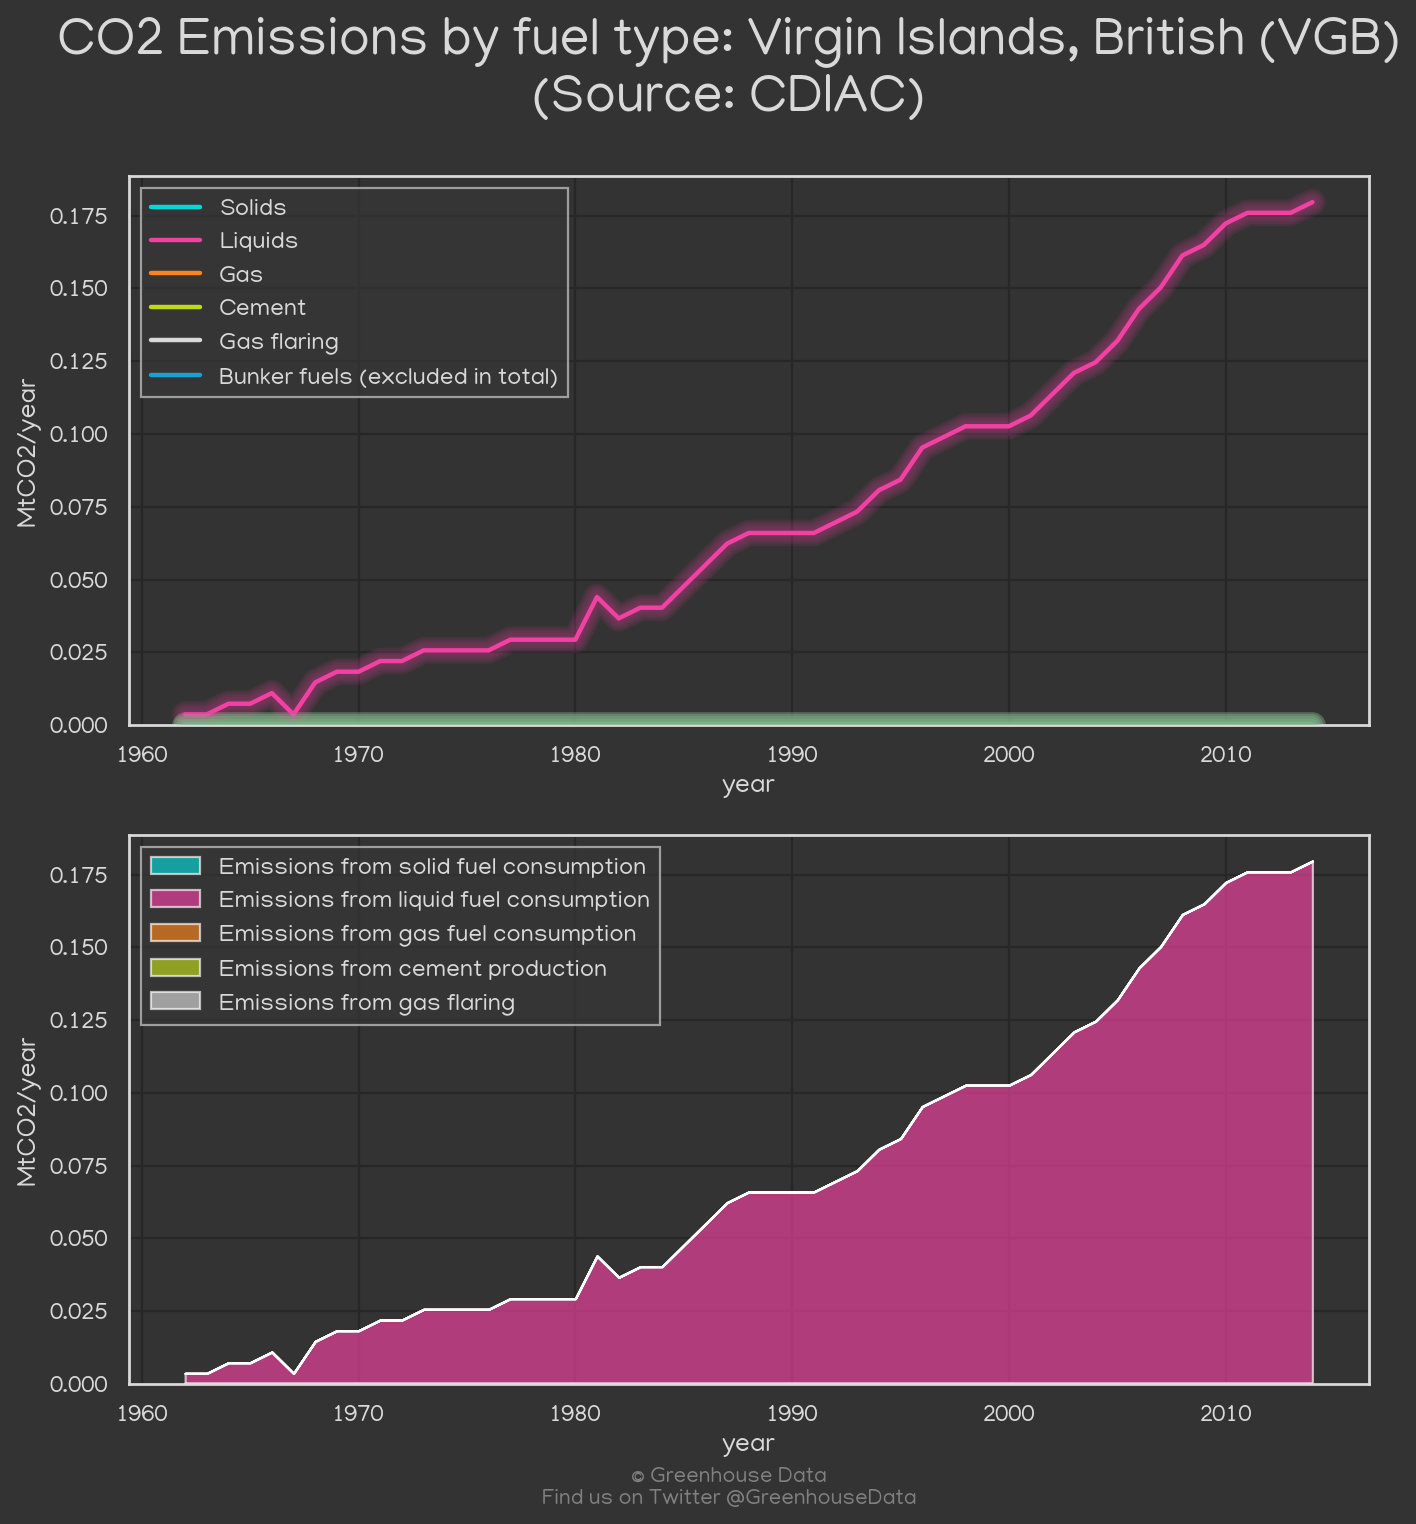 CO2 Emissions by fuel type: Virgin Islands, British (VGB)
(Source: CDIAC)
Solids
Liquids
Gas
Cement
Gas flaring
Bunker fuels (excluded in total)
MtCO2/year
0.175
0.150
0.125
0.100
0.075
0.050
0.025
0.000
1960 1970 1980 1990 2000 2010
year
Emissions from solid fuel consumption
Emissions from liquid fuel consumption
Emissions from gas fuel consumption
Emissions from cement production
Emissions from gas flaring
MtCO2/year
0.175
0.150
0.125
0.100
0.075
0.050
0.025
0.000
1960 1970 1980 1990 2000 2010
year
© Greenhouse Data
Find us on Twitter @GreenhouseData